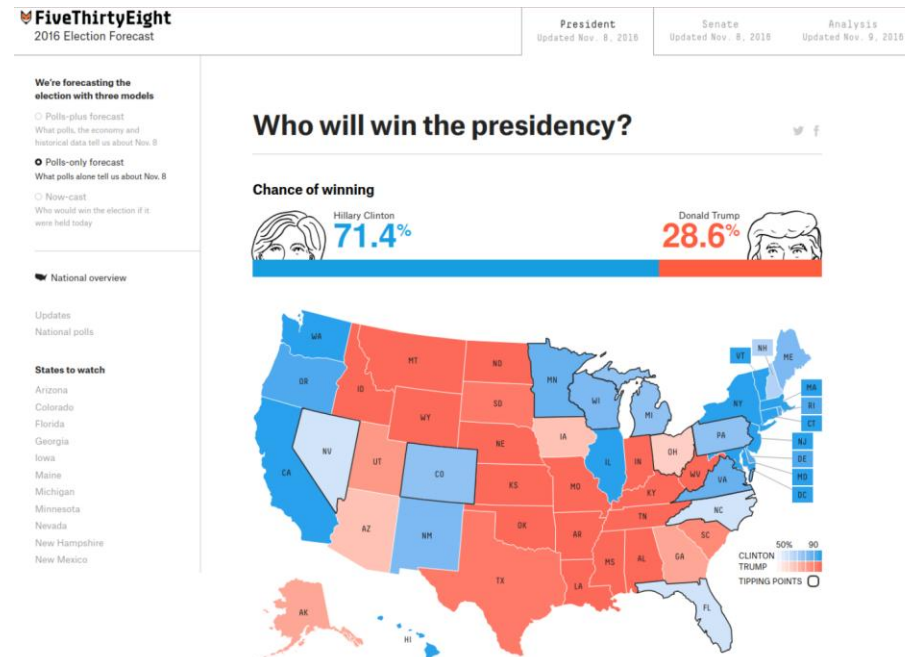 FiveThirtyEight
2016 Election Forecast
President
Updated Nov. 8, 2016
Senate
Updated Nov. 8, 2016
Analysis
Updated Nov. 9, 2016
We're forecasting the
election with three models
Polls-plus forecast
What polls, the economy and
historical data tell us about Nov. 8
Polls-only forecast
What polls alone tell us about Nov. 8
Now-cast
Who would win the election if it
were held today
National overview
Updates
National polls
States to watch
Arizona
Colorado
Florida
Georgia
Iowa
Maine
Michigan
Minnesota
Nevada
New Hampshire
New Mexico
Who will win the presidency?
Chance of winning
Hillary Clinton
71.4%
Donald Trump
28.6%
WA
MT
ND
MN
VT
NH
ME
OR
ID
SD
WI
MI
NY
MA
RI
CT
WY
NE
IA
PA
NJ
NV
UT
CO
IL
IN
OH
DE
MD
DC
CA
KS
MO
KY
WV
VA
AZ
NM
OK
AR
TN
NC
SC
TX
LA
MS
AL
GA
FL
AK
HI
50% 90
CLINTON
TRUMP
TIPPING POINTS